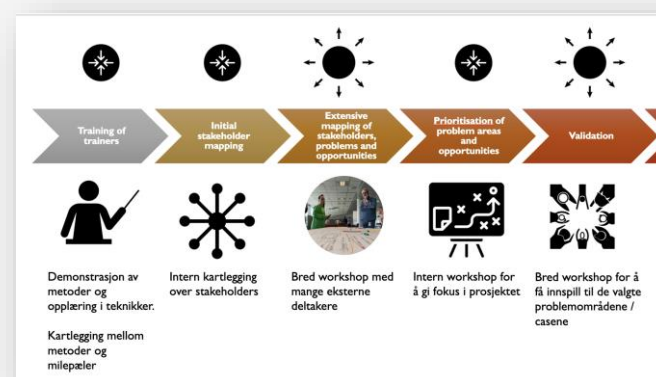 Training of
trainers
Initial
stakeholder
mapping
Extensive
mapping of
stakeholders,
problems and
opportunities
Prioritisation of
problem areas
and
opportunities
Validation
Demonstrasjon av
metoder og
opplæring i teknikker.
Kartlegging mellom
metoder og
milepæler
Intern kartlegging
over stakeholders
Bred workshop med
mange eksterne
deltakere
Intern workshop for
å gi fokus i prosjektet
Bred workshop for å
få innspill til de valgte
problemområdene /
casene